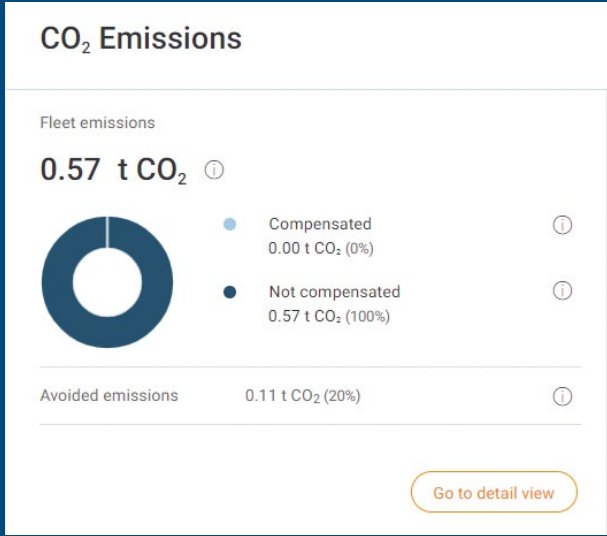 CO₂ Emissions
Fleet emissions
0.57 t CO₂
Compensated
0.00 t CO₂ (0%)
Not compensated
0.57 t CO₂ (100%)
Avoided emissions 0.11 t CO₂ (20%)
Go to detail view